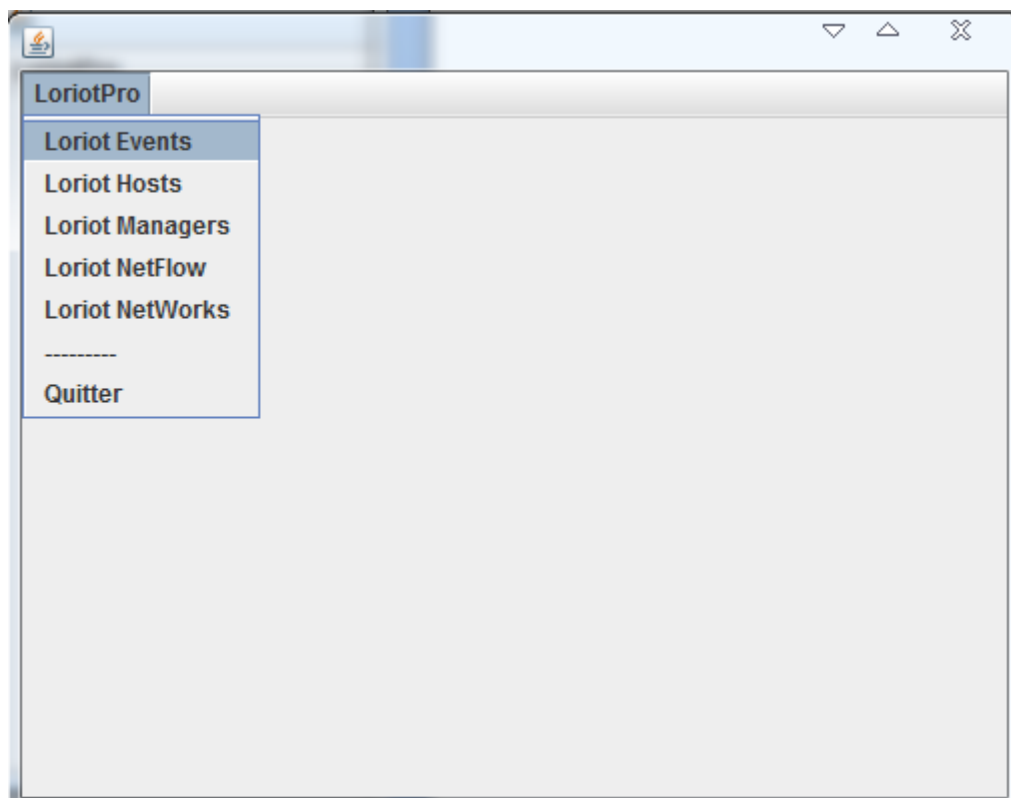 LoriotPro
Loriot Events
Loriot Hosts
Loriot Managers
Loriot NetFlow
Loriot NetWorks
---------
Quitter